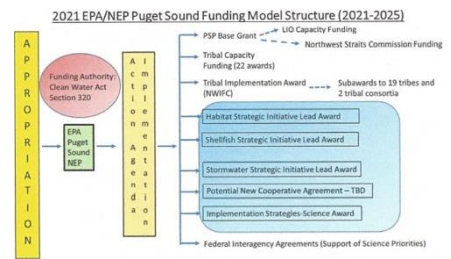 2021 EPA/NEP Puget Sound Funding Model Structure (2021-2025)
APPROPRIATION
Funding Authority:
Clean Water Act
Section 320
EPA
Puget
Sound
NEP
Action Agenda
Implementation
PSP Base Grant
LIO Capacity Funding
Northwest Straits Commission Funding
Tribal Capacity
Funding (22 awards)
Tribal Implementation Award
(NWIFC)
Subawards to 19 tribes and
2 tribal consortia
Habitat Strategic Initiative Lead Award
Shellfish Strategic Initiative Lead Award
Stormwater Strategic Initiative Lead Award
Potential New Cooperative Agreement – TBD
Implementation Strategies-Science Award
Federal Interagency Agreements (Support of Science Priorities)